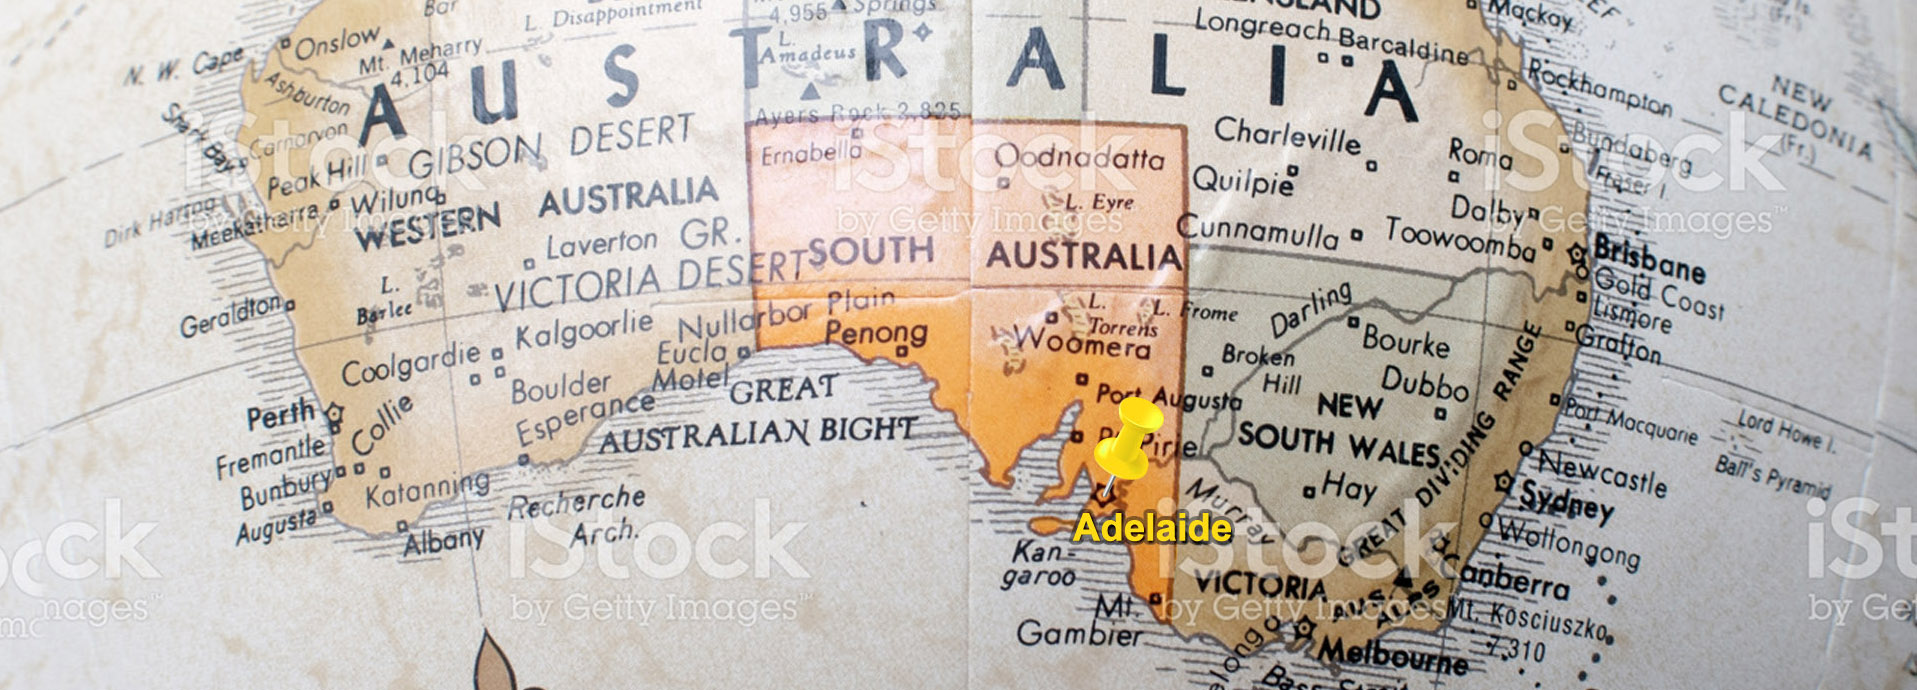 Bar
L. Disappointment
4,955
Springs
Mackay
N. W. Cape
Onslow
Mt. Meharry
4,104
L.
Amadeus
Longreach
Barcaldine
AUSTRALIA
Ashburton
Rockhampton
NEW
CALEDONIA
(Fr.)
Shark Bay
Carnarvon
Ayers Rock 2,825
Charleville
Roma
Bundaberg
Fraser I.
Peak Hill
GIBSON DESERT
Ernabella
Oodnadatta
Quilpie
Dirk Hartog
Meekatharra
Wiluna
WESTERN AUSTRALIA
L. Eyre
Dalby
Cunnamulla
Toowoomba
Laverton
GR.
VICTORIA DESERT
SOUTH
AUSTRALIA
Brisbane
Gold Coast
Lismore
Grafton
Geraldton
L.
Barlee
Kalgoorlie
Nullarbor Plain
Penong
L.
Torrens
L. Frome
Woomera
Darling
Bourke
Coolgardie
Eucla
Motel
Boulder
Broken
Hill
Dubbo
GREAT
AUSTRALIAN BIGHT
Port Augusta
NEW
SOUTH WALES
GREAT DIVIDING RANGE
Port Macquarie
Lord Howe I.
Ball's Pyramid
Perth
Fremantle
Collie
Esperance
Pirie
Bunbury
Augusta
Katanning
Albany
Recherche
Arch.
Hay
Murray
Newcastle
Sydney
Wollongong
Adelaide
Kan-
garoo
Canberra
VICTORIA
AUS. ALPS
Mt. Kosciuszko
7,310
Mt.
Gambier
Melbourne
iStock
by Getty Images™